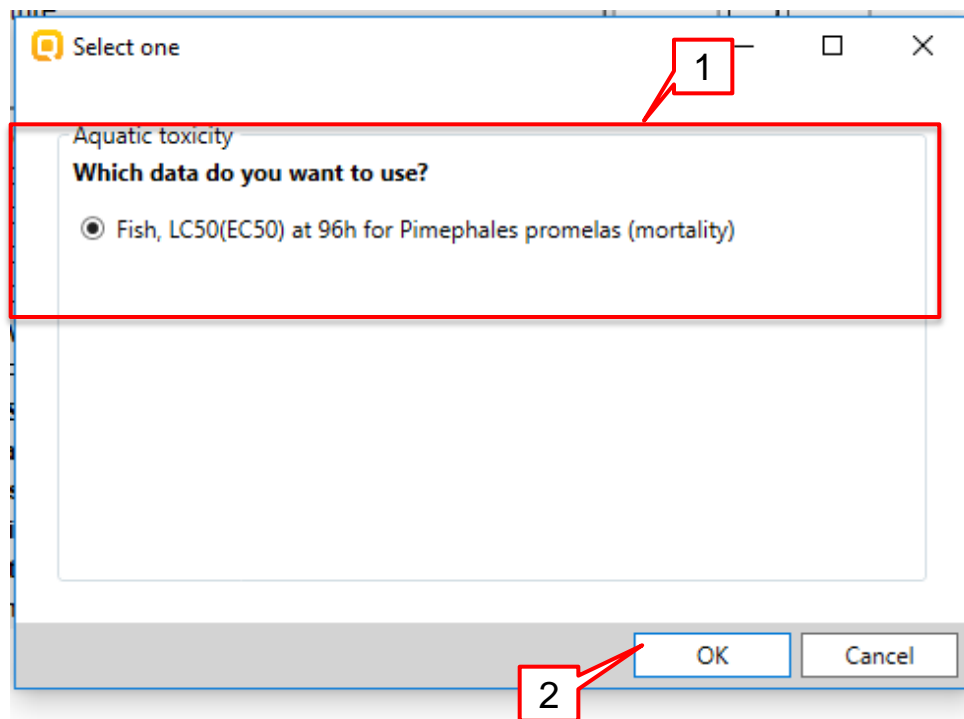 Select one
1
Aquatic toxicity
Which data do you want to use?
Fish, LC50(EC50) at 96h for Pimephales promelas (mortality)
OK
Cancel
2